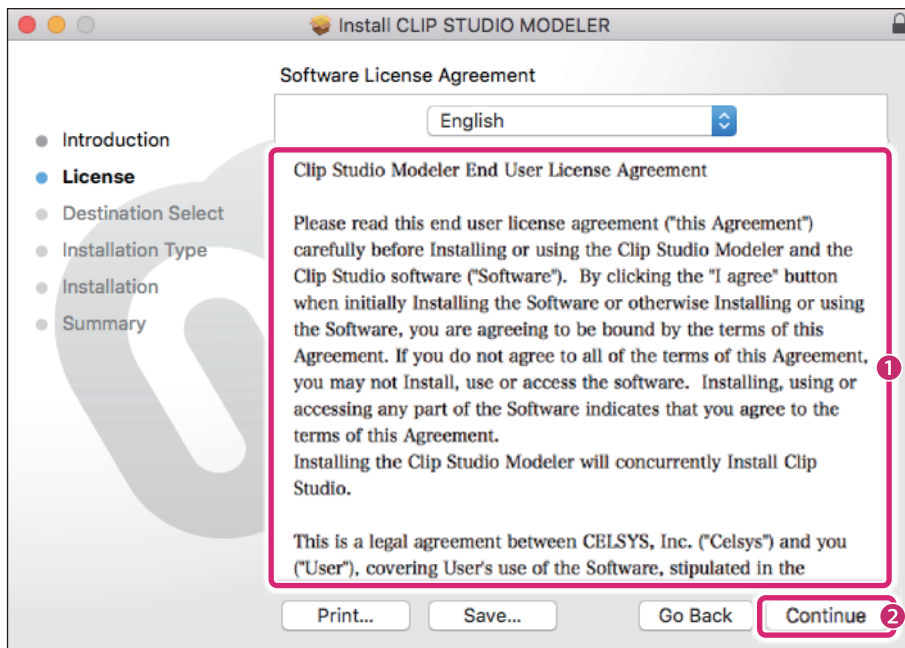 Install CLIP STUDIO MODELER
Software License Agreement
English
Introduction
License
Destination Select
Installation Type
Installation
Summary
Clip Studio Modeler End User License Agreement
Please read this end user license agreement ("this Agreement")
carefully before Installing or using the Clip Studio Modeler and the
Clip Studio software ("Software").  By clicking the "I agree" button
when initially Installing the Software or otherwise Installing or using
the Software, you are agreeing to be bound by the terms of this
Agreement. If you do not agree to all of the terms of this Agreement,
you may not Install, use or access the software.  Installing, using or
accessing any part of the Software indicates that you agree to the
terms of this Agreement.
Installing the Clip Studio Modeler will concurrently Install Clip
Studio.
This is a legal agreement between CELSYS, Inc. ("Celsys") and you
("User"), covering User's use of the Software, stipulated in the
1
Print...
Save...
Go Back
Continue
2